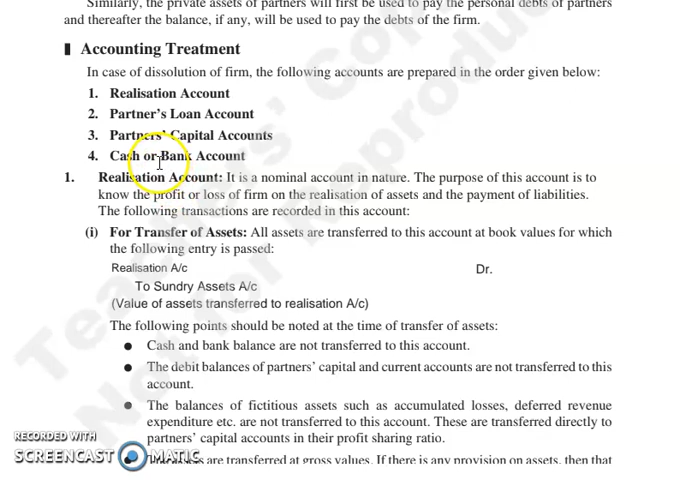 Similarly, the private assets of partners will first be used to pay the personal debts of partners
and thereafter the balance, if any, will be used to pay the debts of the firm.
Accounting Treatment
In case of dissolution of firm, the following accounts are prepared in the order given below:
1. Realisation Account
2. Partner's Loan Account
3. Partners' Capital Accounts
4. Cash or Bank Account
1. Realisation Account: It is a nominal account in nature. The purpose of this account is to
know the profit or loss of firm on the realisation of assets and the payment of liabilities.
The following transactions are recorded in this account:
(i) For Transfer of Assets: All assets are transferred to this account at book values for which
the following entry is passed:
Realisation A/c Dr.
To Sundry Assets A/c
(Value of assets transferred to realisation A/c)
The following points should be noted at the time of transfer of assets:
● Cash and bank balance are not transferred to this account.
● The debit balances of partners' capital and current accounts are not transferred to this
account.
● The balances of fictitious assets such as accumulated losses, deferred revenue
expenditure etc. are not transferred to this account. These are transferred directly to
partners' capital accounts in their profit sharing ratio.
are transferred at gross values. If there is any provision on assets, then that
RECORDED WITH
SCREENCAST MATIC
Teachers' Copy
Not for Reproduc